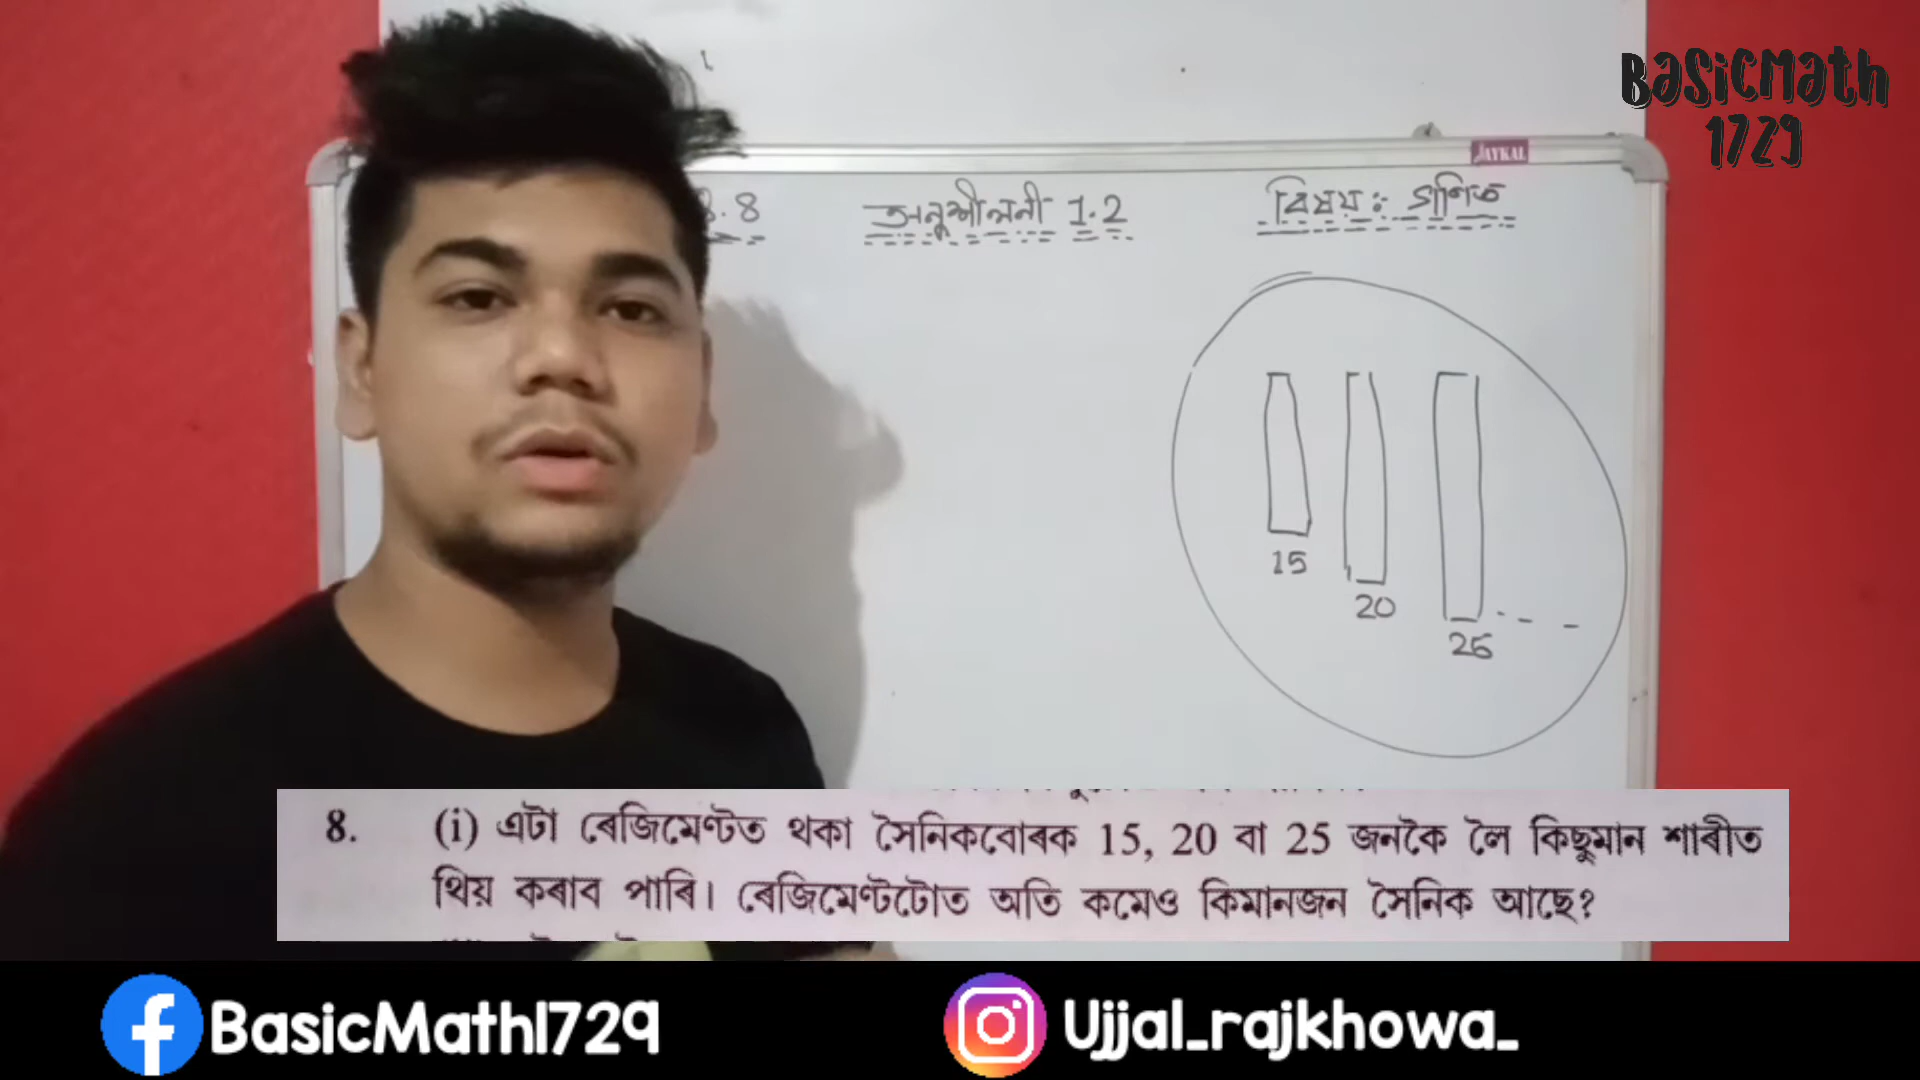 BasicMath
1729
JAYKAL
.8 অনুশীলনী 1.2 বিষয়ঃ গণিত
15
20
25
8. (i) এটা ৰেজিমেণ্টত থকা সৈনিকবোৰক 15, 20 বা 25 জনকৈ লৈ কিছুমান শাৰীত
থিয় কৰাব পাৰি। ৰেজিমেণ্টটোত অতি কমেও কিমানজন সৈনিক আছে?
BasicMath1729 Ujjal_rajkhowa_